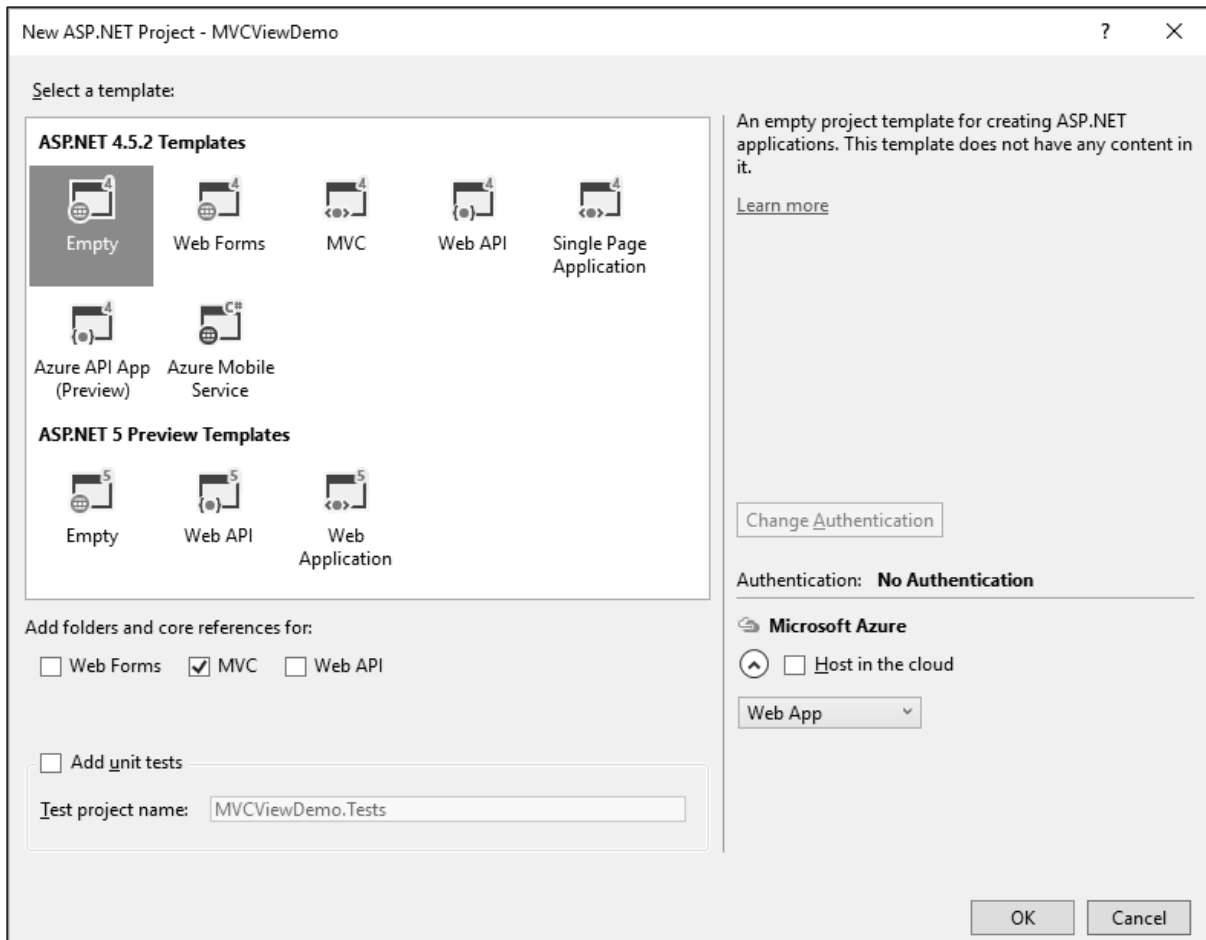 New ASP.NET Project - MVCViewDemo
?
Select a template:
ASP.NET 4.5.2 Templates
4 4 4 4 4
Empty Web Forms MVC Web API Single Page
Application
4 C#
Azure API App Azure Mobile
(Preview) Service
ASP.NET 5 Preview Templates
5 5 5
Empty Web API Web
Application
An empty project template for creating ASP.NET
applications. This template does not have any content in
it.
Learn more
Change Authentication
Authentication: No Authentication
Microsoft Azure
Host in the cloud
Web App
Add folders and core references for:
Web Forms MVC Web API
Add unit tests
Test project name: MVCViewDemo.Tests
OK Cancel